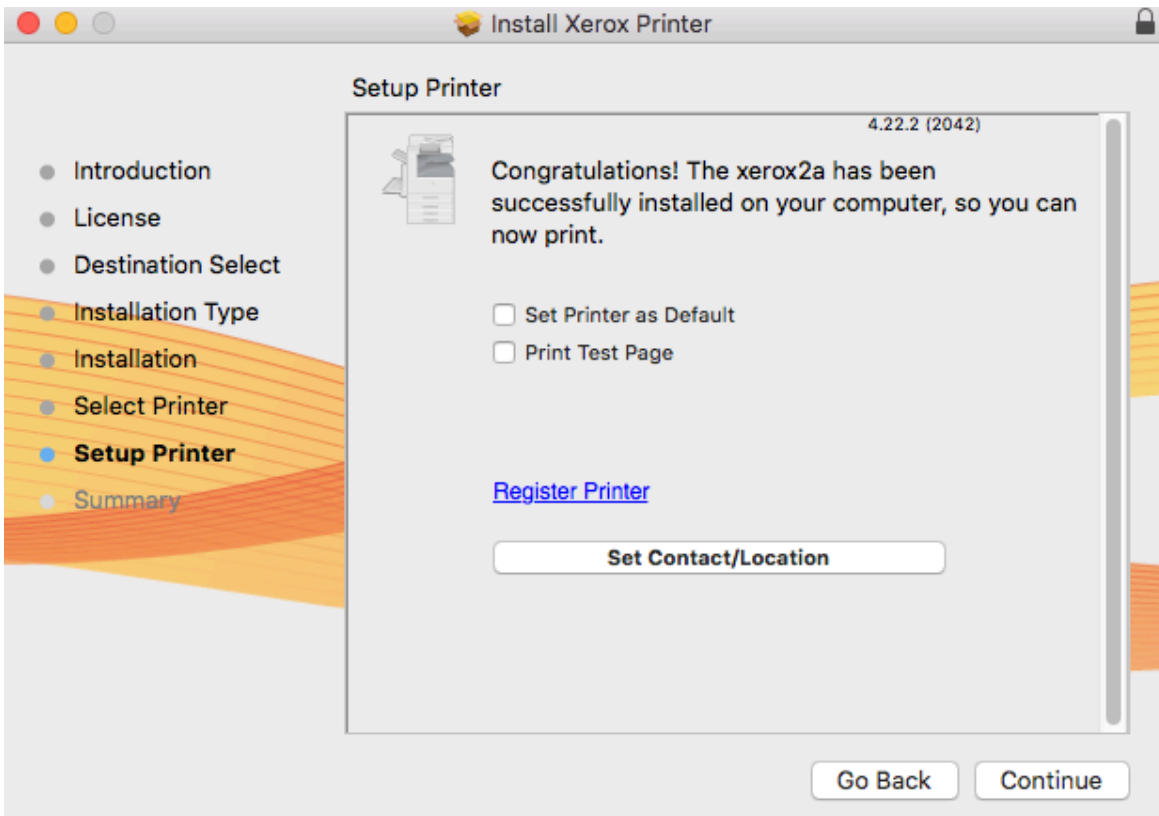 Install Xerox Printer
Setup Printer
4.22.2 (2042)
Introduction
License
Destination Select
Installation Type
Installation
Select Printer
Setup Printer
Summary
Congratulations! The xerox2a has been
successfully installed on your computer, so you can
now print.
Set Printer as Default
Print Test Page
Register Printer
Set Contact/Location
Go Back
Continue